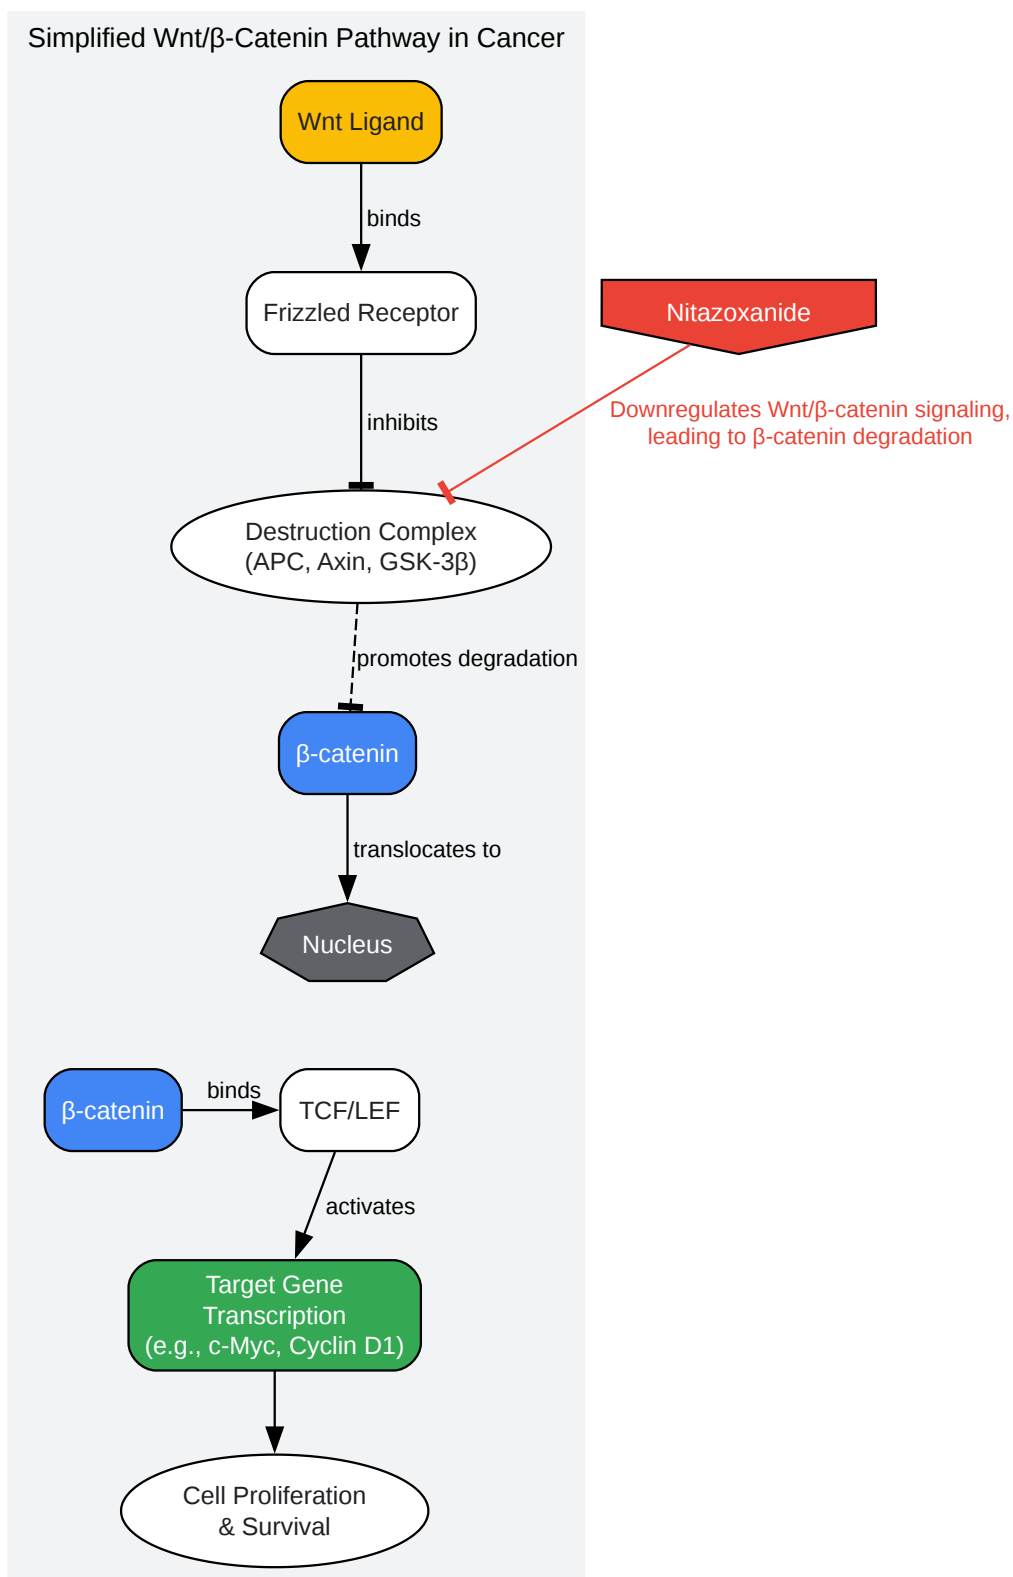 Simplified Wnt/β-Catenin Pathway in Cancer
Wnt Ligand
binds
Frizzled Receptor
Nitazoxanide
inhibits
Downregulates Wnt/β-catenin signaling,
leading to β-catenin degradation
Destruction Complex
(APC, Axin, GSK-3β)
promotes degradation
β-catenin
translocates to
Nucleus
β-catenin
binds
TCF/LEF
activates
Target Gene
Transcription
(e.g., c-Myc, Cyclin D1)
Cell Proliferation
& Survival